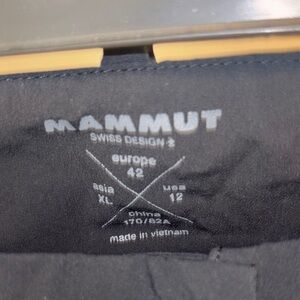 MAMMUT
SWISS DESIGN
europe
42
asia usa
XL 12
china
170/82A
made in vietnam